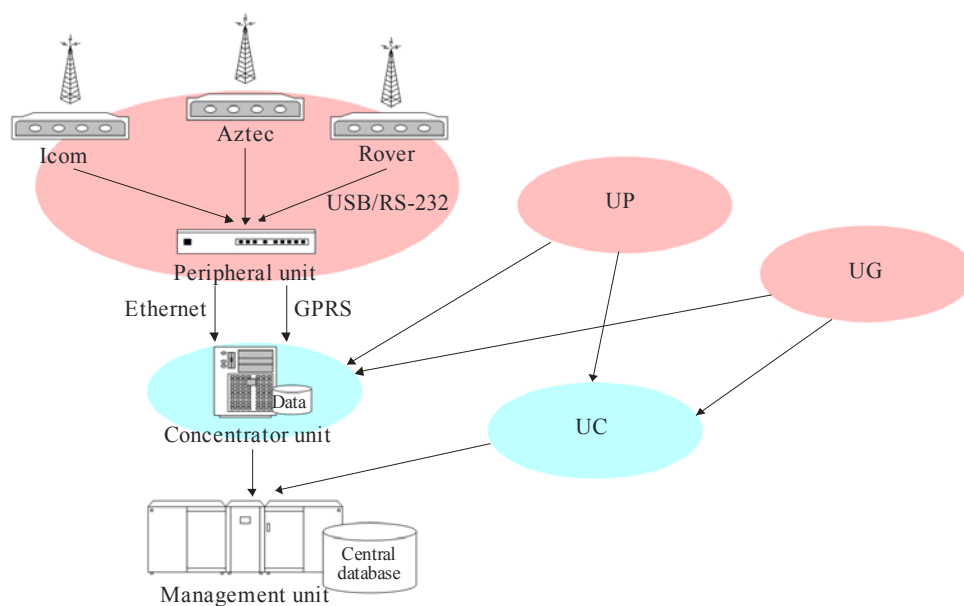 Aztec
Icom
Rover
USB/RS-232
Peripheral unit
Ethernet
GPRS
Data
Concentrator unit
Central
database
Management unit
UP
UG
UC